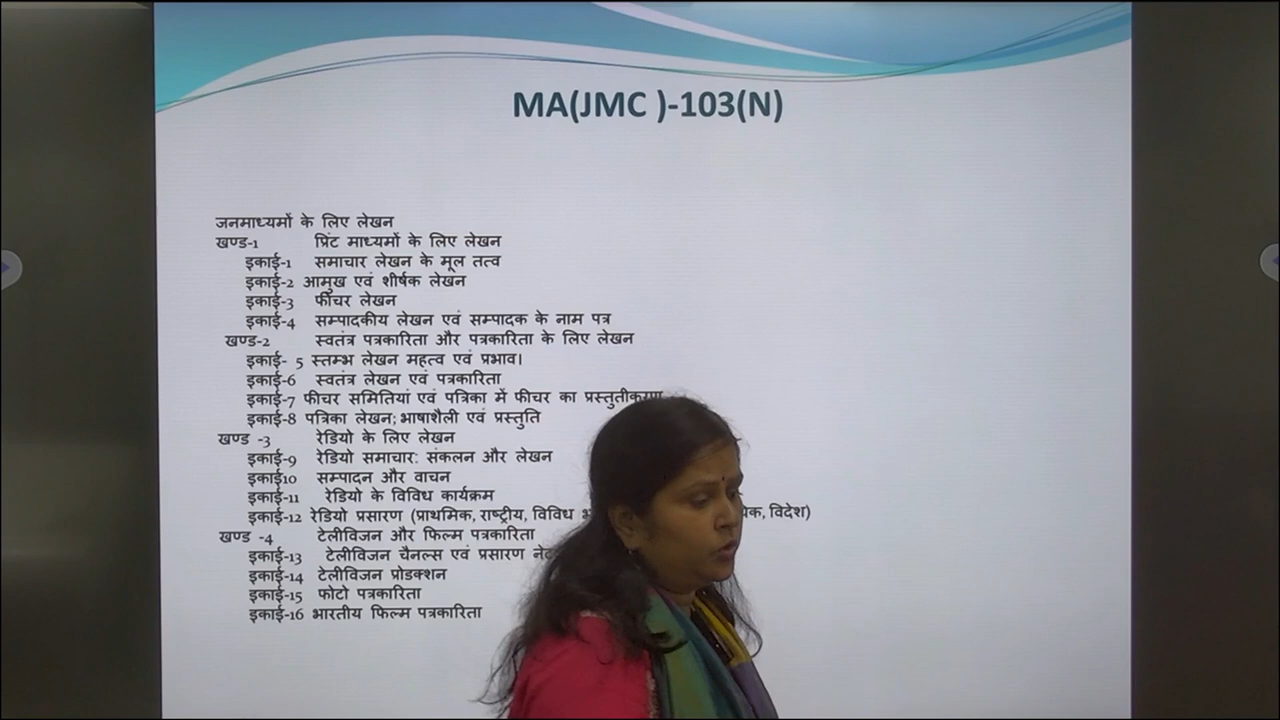 MA(JMC )-103(N)
जनमाध्यमों के लिए लेखन
खण्ड-1 प्रिंट माध्यमों के लिए लेखन
इकाई-1 समाचार लेखन के मूल तत्व
इकाई-2 आमुख एवं शीर्षक लेखन
इकाई-3 फीचर लेखन
इकाई-4 सम्पादकीय लेखन एवं सम्पादक के नाम पत्र
खण्ड-2 स्वतंत्र पत्रकारिता और पत्रकारिता के लिए लेखन
इकाई- 5 स्तम्भ लेखन महत्व एवं प्रभाव।
इकाई-6 स्वतंत्र लेखन एवं पत्रकारिता
इकाई-7 फीचर समितियां एवं पत्रिका में फीचर का प्रस्तुतीकरण
इकाई-8 पत्रिका लेखन; भाषाशैली एवं प्रस्तुति
खण्ड -3 रेडियो के लिए लेखन
इकाई-9 रेडियो समाचार: संकलन और लेखन
इकाई10 सम्पादन और वाचन
इकाई-11 रेडियो के विविध कार्यक्रम
इकाई-12 रेडियो प्रसारण (प्राथमिक, राष्ट्रीय, विविध विदेश)
खण्ड -4 टेलीविजन और फिल्म पत्रकारिता
इकाई-13 टेलीविजन चैनल्स एवं प्रसारण
इकाई-14 टेलीविजन प्रोडक्शन
इकाई-15 फोटो पत्रकारिता
इकाई-16 भारतीय फिल्म पत्रकारिता